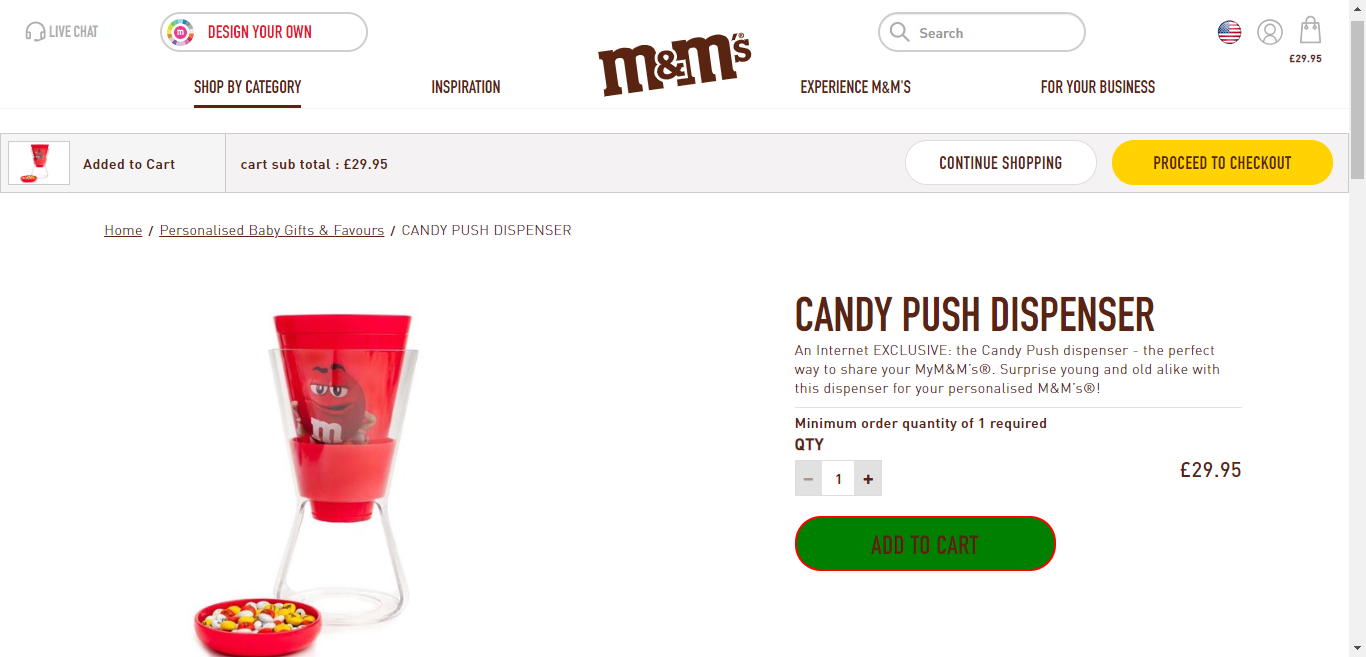 LIVE CHAT
m
DESIGN YOUR OWN
m&m's®
Search
£29.95
SHOP BY CATEGORY
INSPIRATION
EXPERIENCE M&M'S
FOR YOUR BUSINESS
Added to Cart
cart sub total : £29.95
CONTINUE SHOPPING
PROCEED TO CHECKOUT
Home / Personalised Baby Gifts & Favours / CANDY PUSH DISPENSER
m
CANDY PUSH DISPENSER
An Internet EXCLUSIVE: the Candy Push dispenser - the perfect
way to share your MyM&M's®. Surprise young and old alike with
this dispenser for your personalised M&M's®!
Minimum order quantity of 1 required
QTY
− 1 +
£29.95
ADD TO CART